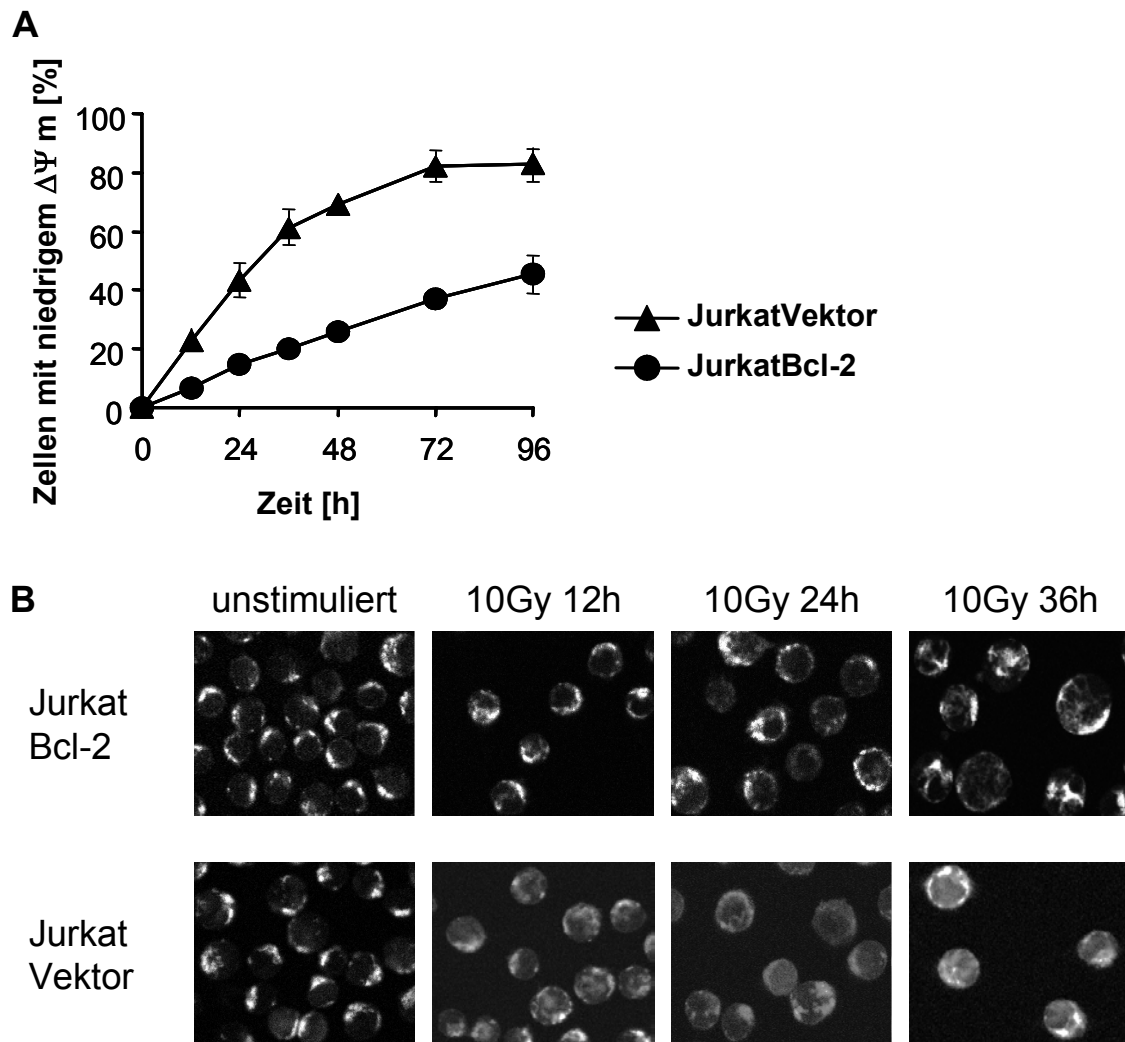 A
Zellen mit niedrigem ΔΨ m [%]
100
80
60
40
20
0
0 24 48 72 96
Zeit [h]
JurkatVektor
JurkatBcl-2
B
unstimuliert 10Gy 12h 10Gy 24h 10Gy 36h
Jurkat
Bcl-2
Jurkat
Vektor